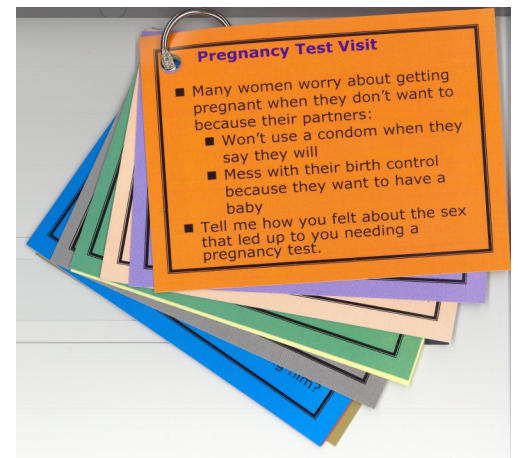 Pregnancy Test Visit
■ Many women worry about getting
pregnant when they don't want to
because their partners:
■ Won't use a condom when they
say they will
■ Mess with their birth control
because they want to have a
baby
■ Tell me how you felt about the sex
that led up to you needing a
pregnancy test.
him?